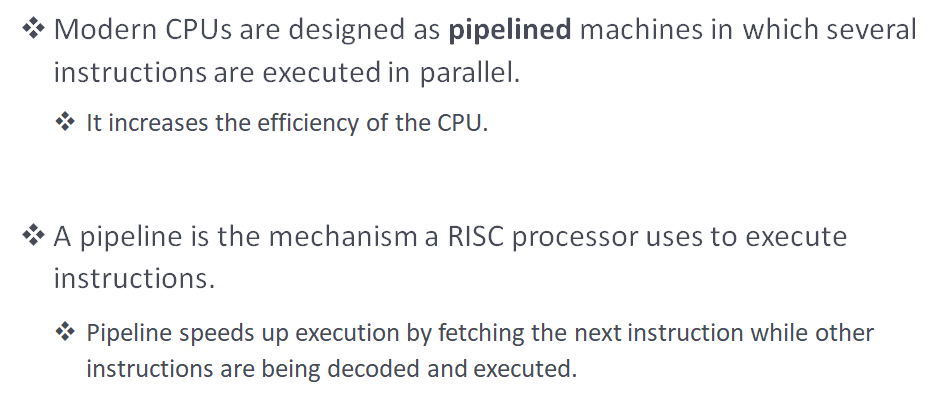 ❖ Modern CPUs are designed as pipelined machines in which several
instructions are executed in parallel.
❖ It increases the efficiency of the CPU.
❖ A pipeline is the mechanism a RISC processor uses to execute
instructions.
❖ Pipeline speeds up execution by fetching the next instruction while other
instructions are being decoded and executed.